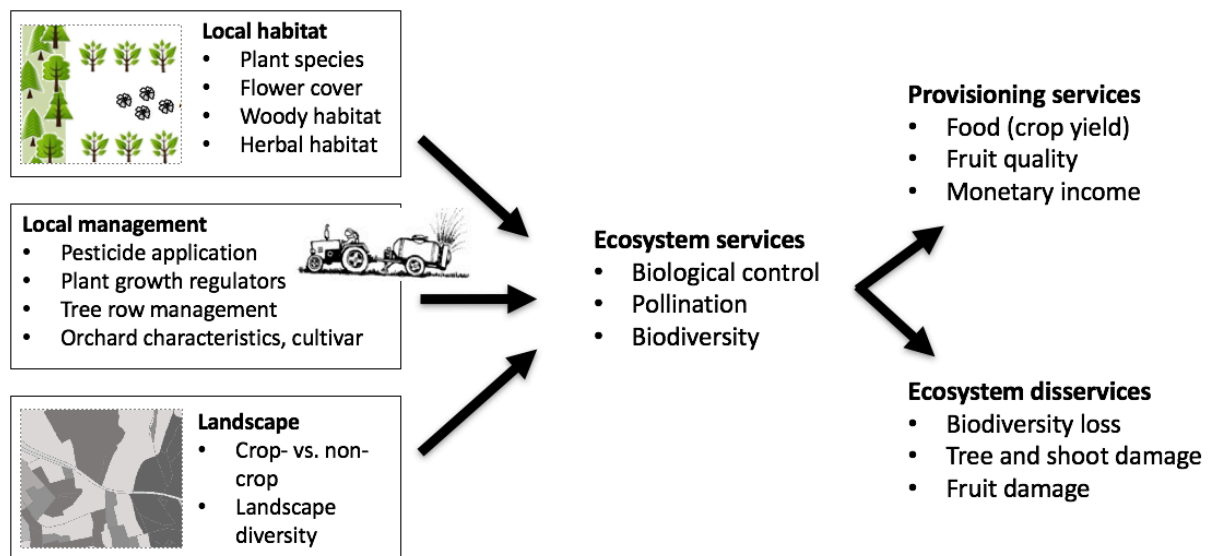 Local habitat
• Plant species
• Flower cover
• Woody habitat
• Herbal habitat
Local management
• Pesticide application
• Plant growth regulators
• Tree row management
• Orchard characteristics, cultivar
Landscape
• Crop- vs. non-
crop
• Landscape
diversity
Ecosystem services
• Biological control
• Pollination
• Biodiversity
Provisioning services
• Food (crop yield)
• Fruit quality
• Monetary income
Ecosystem disservices
• Biodiversity loss
• Tree and shoot damage
• Fruit damage